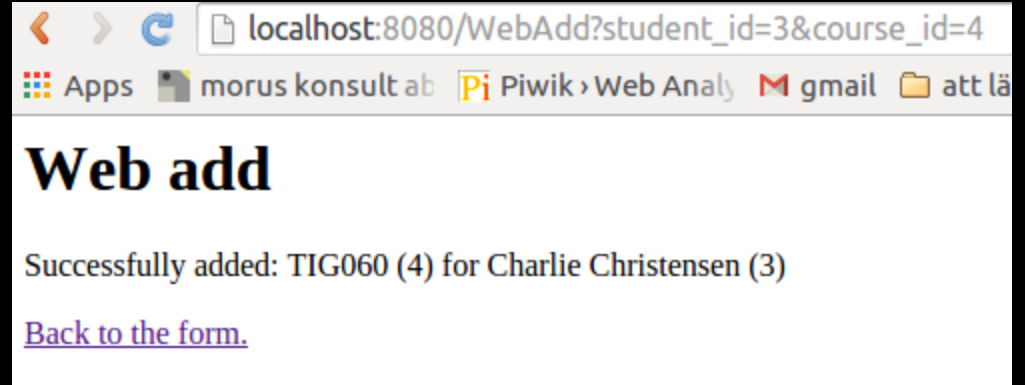 localhost:8080/WebAdd?student_id=3&course_id=4
Apps morus konsult ab Pi Piwik › Web Analy gmail att lä
Web add
Successfully added: TIG060 (4) for Charlie Christensen (3)
Back to the form.